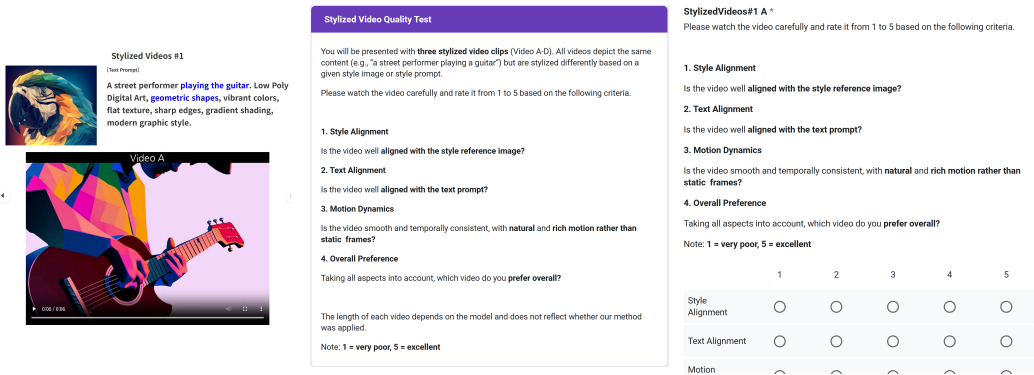 Stylized Videos #1
[Text Prompt]
A street performer playing the guitar. Low Poly
Digital Art, geometric shapes, vibrant colors,
flat texture, sharp edges, gradient shading,
modern graphic style.
Video A
0:00 / 0:06
Stylized Video Quality Test
You will be presented with three stylized video clips (Video A-D). All videos depict the same
content (e.g., “a street performer playing a guitar”) but are stylized differently based on a
given style image or style prompt.
Please watch the video carefully and rate it from 1 to 5 based on the following criteria.
1. Style Alignment
Is the video well aligned with the style reference image?
2. Text Alignment
Is the video well aligned with the text prompt?
3. Motion Dynamics
Is the video smooth and temporally consistent, with natural and rich motion rather than
static frames?
4. Overall Preference
Taking all aspects into account, which video do you prefer overall?
The length of each video depends on the model and does not reflect whether our method
was applied.
Note: 1 = very poor, 5 = excellent
StylizedVideos#1 A *
Please watch the video carefully and rate it from 1 to 5 based on the following criteria.
1. Style Alignment
Is the video well aligned with the style reference image?
2. Text Alignment
Is the video well aligned with the text prompt?
3. Motion Dynamics
Is the video smooth and temporally consistent, with natural and rich motion rather than
static frames?
4. Overall Preference
Taking all aspects into account, which video do you prefer overall?
Note: 1 = very poor, 5 = excellent
1 2 3 4 5
Style
Alignment
Text Alignment
Motion